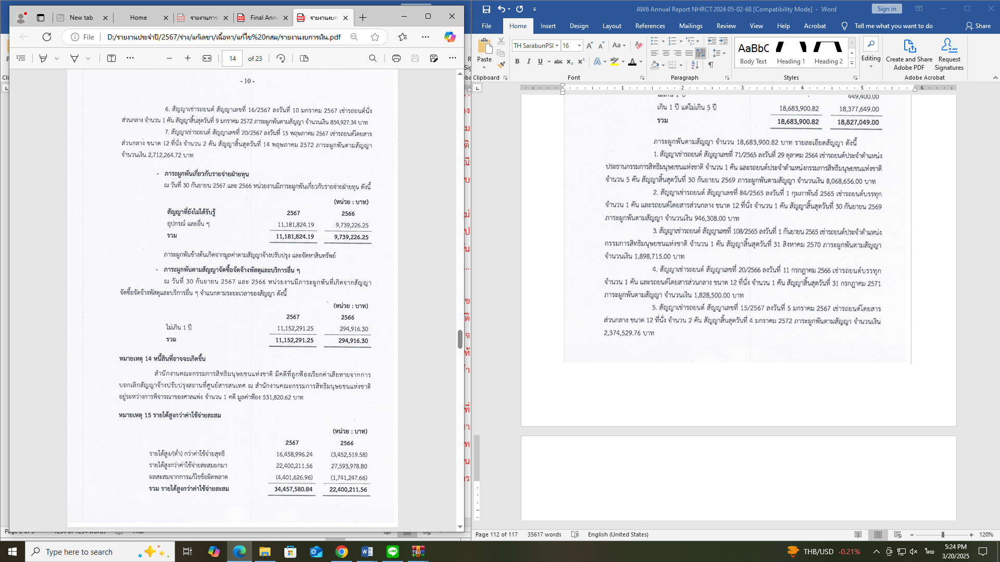 New tab
Home
รายงานการ
Final Annu
รายงานงบก
File
D:/รายงานประจำปี/2567/ร่าง/แก้เลขา/เนื้อหา/แก้ไข%20กสม/รายงานงบการเงิน.pdf
14 of 23
- 10 -
6. สัญญาเช่ารถยนต์ สัญญาเลขที่ 16/2567 ลงวันที่ 10 มกราคม 2567 เช่ารถยนต์นั่ง
ส่วนกลาง จำนวน 1 คัน สัญญาสิ้นสุดวันที่ 9 มกราคม 2572 ภาระผูกพันตามสัญญา จำนวนเงิน 854,927.34 บาท
7. สัญญาเช่ารถยนต์ สัญญาเลขที่ 20/2567 ลงวันที่ 15 พฤษภาคม 2567 เช่ารถยนต์โดยสาร
ส่วนกลาง ขนาด 12 ที่นั่ง จำนวน 2 คัน สัญญาสิ้นสุดวันที่ 14 พฤษภาคม 2572 ภาระผูกพันตามสัญญา
จำนวนเงิน 2,712,264.72 บาท
- ภาระผูกพันเกี่ยวกับรายจ่ายฝ่ายทุน
ณ วันที่ 30 กันยายน 2567 และ 2566 หน่วยงานมีภาระผูกพันเกี่ยวกับรายจ่ายฝ่ายทุน ดังนี้
(หน่วย : บาท)
สัญญาที่ยังไม่ได้รับรู้ 2567 2566
อุปกรณ์ และอื่น ๆ 11,181,824.19 9,739,226.25
รวม 11,181,824.19 9,739,226.25
ภาระผูกพันข้างต้นเกิดจากมูลค่าตามสัญญาจ้างปรับปรุง และจัดหาสินทรัพย์
- ภาระผูกพันตามสัญญาจัดซื้อจัดจ้างพัสดุและบริการอื่น ๆ
ณ วันที่ 30 กันยายน 2567 และ 2566 หน่วยงานมีภาระผูกพันที่เกิดจากสัญญา
จัดซื้อจัดจ้างพัสดุและบริการอื่น ๆ จำแนกตามระยะเวลาของสัญญา ดังนี้
(หน่วย : บาท)
2567 2566
ไม่เกิน 1 ปี 11,152,291.25 294,916.30
รวม 11,152,291.25 294,916.30
หมายเหตุ 14 หนี้สินที่อาจจะเกิดขึ้น
สำนักงานคณะกรรมการสิทธิมนุษยชนแห่งชาติ มีคดีที่ถูกฟ้องเรียกค่าเสียหายจากการ
บอกเลิกสัญญาจ้างปรับปรุงสถานที่ศูนย์สารสนเทศ ณ สำนักงานคณะกรรมการสิทธิมนุษยชนแห่งชาติ
อยู่ระหว่างการพิจารณาของศาลแพ่ง จำนวน 1 คดี มูลค่าฟ้อง 531,820.62 บาท
หมายเหตุ 15 รายได้สูงกว่าค่าใช้จ่ายสะสม
(หน่วย : บาท)
2567 2566
รายได้สูง/(ต่ำ) กว่าค่าใช้จ่ายสุทธิ 16,458,996.24 (3,452,519.58)
รายได้สูงกว่าค่าใช้จ่ายสะสมยกมา 22,400,211.56 27,593,978.80
ผลสะสมจากการแก้ไขข้อผิดพลาด (4,401,626.96) (1,741,247.66)
รวม รายได้สูงกว่าค่าใช้จ่ายสะสม 34,457,580.84 22,400,211.56
AW6 Annual Report NHRCT 2024 05-02-68 [Compatibility Mode] - Word
Sign in
File Home Insert Design Layout References Mailings Review View Help Acrobat Tell me what you want to do Share
Paste
TH SarabunPSI 16
Aa
B I U abc x₂ x²
AaBbC
Body Text Heading 1 Heading 2
Editing
Create and Share
Adobe PDF
Request
Signatures
Clipboard Font Paragraph Styles Adobe Acrobat
1 2 3 4 5 6
ไม่เกิน 1 ปี - 449,400.00
เกิน 1 ปี แต่ไม่เกิน 5 ปี 18,683,900.82 18,377,649.00
รวม 18,683,900.82 18,827,049.00
ภาระผูกพันตามสัญญา จำนวน 18,683,900.82 บาท รายละเอียดสัญญา ดังนี้
1. สัญญาเช่ารถยนต์ สัญญาเลขที่ 71/2565 ลงวันที่ 29 ตุลาคม 2564 เช่ารถยนต์ประจำตำแหน่ง
ประธานกรรมการสิทธิมนุษยชนแห่งชาติ จำนวน 1 คัน และรถยนต์ประจำตำแหน่งกรรมการสิทธิมนุษยชนแห่งชาติ
จำนวน 5 คัน สัญญาสิ้นสุดวันที่ 30 กันยายน 2569 ภาระผูกพันตามสัญญา จำนวนเงิน 8,068,656.00 บาท
2. สัญญาเช่ารถยนต์ สัญญาเลขที่ 84/2565 ลงวันที่ 1 กุมภาพันธ์ 2565 เช่ารถยนต์บรรทุก
จำนวน 1 คัน และรถยนต์โดยสารส่วนกลาง ขนาด 12 ที่นั่ง จำนวน 1 คัน สัญญาสิ้นสุดวันที่ 30 กันยายน 2569
ภาระผูกพันตามสัญญา จำนวนเงิน 946,308.00 บาท
3. สัญญาเช่ารถยนต์ สัญญาเลขที่ 108/2565 ลงวันที่ 1 กันยายน 2565 เช่ารถยนต์ประจำตำแหน่ง
กรรมการสิทธิมนุษยชนแห่งชาติ จำนวน 1 คัน สัญญาสิ้นสุดวันที่ 31 สิงหาคม 2570 ภาระผูกพันตามสัญญา
จำนวนเงิน 1,898,715.00 บาท
4. สัญญาเช่ารถยนต์ สัญญาเลขที่ 20/2566 ลงวันที่ 11 กรกฎาคม 2566 เช่ารถยนต์บรรทุก
จำนวน 1 คัน และรถยนต์โดยสารส่วนกลาง ขนาด 12 ที่นั่ง จำนวน 1 คัน สัญญาสิ้นสุดวันที่ 31 กรกฎาคม 2571
ภาระผูกพันตามสัญญา จำนวนเงิน 1,828,500.00 บาท
5. สัญญาเช่ารถยนต์ สัญญาเลขที่ 15/2567 ลงวันที่ 5 มกราคม 2567 เช่ารถยนต์โดยสาร
ส่วนกลาง ขนาด 12 ที่นั่ง จำนวน 2 คัน สัญญาสิ้นสุดวันที่ 4 มกราคม 2572 ภาระผูกพันตามสัญญา จำนวนเงิน
2,374,529.76 บาท
Page 112 of 117 35617 words English (United States) 120%
Type here to search
THB/USD -0.21%
ไทย
5:24 PM
3/20/2025